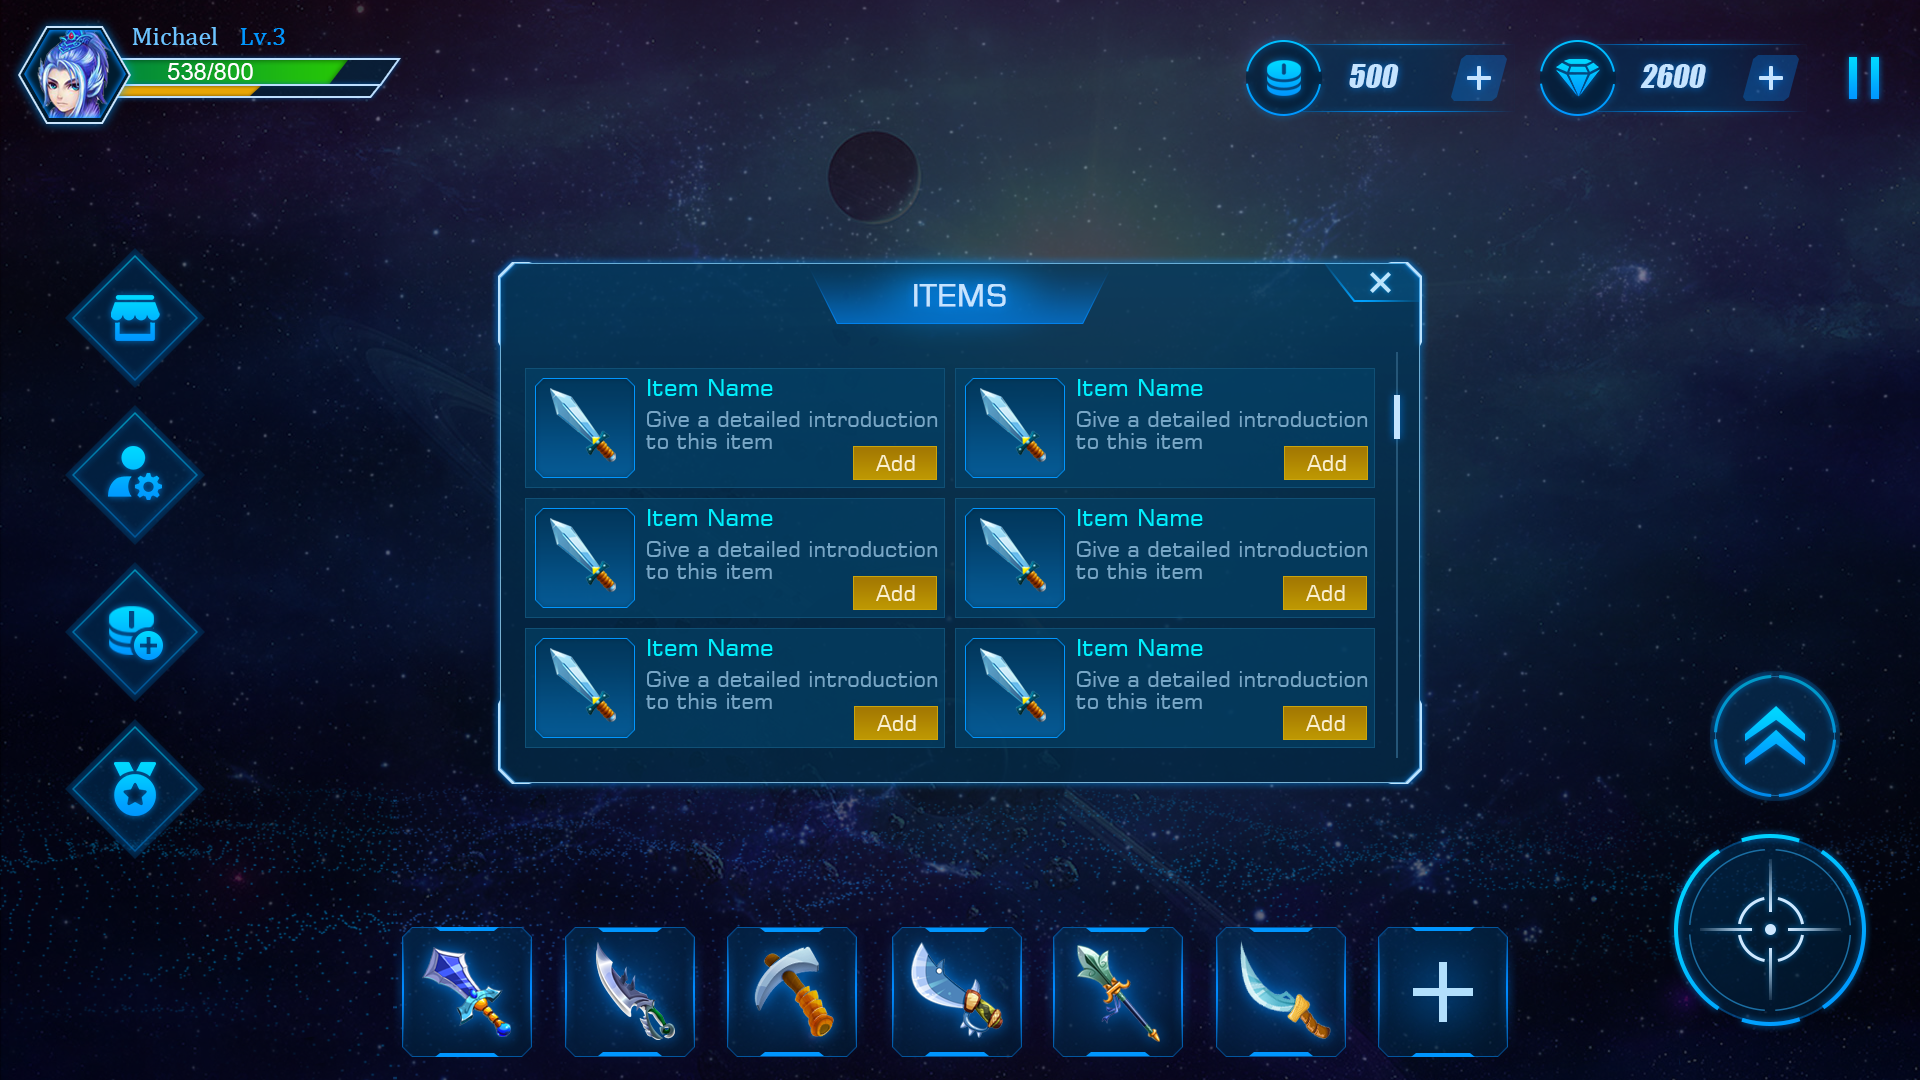 Michael Lv.3
538/800
500
2600
ITEMS
Item Name
Give a detailed introduction
to this item
Add
Item Name
Give a detailed introduction
to this item
Add
Item Name
Give a detailed introduction
to this item
Add
Item Name
Give a detailed introduction
to this item
Add
Item Name
Give a detailed introduction
to this item
Add
Item Name
Give a detailed introduction
to this item
Add